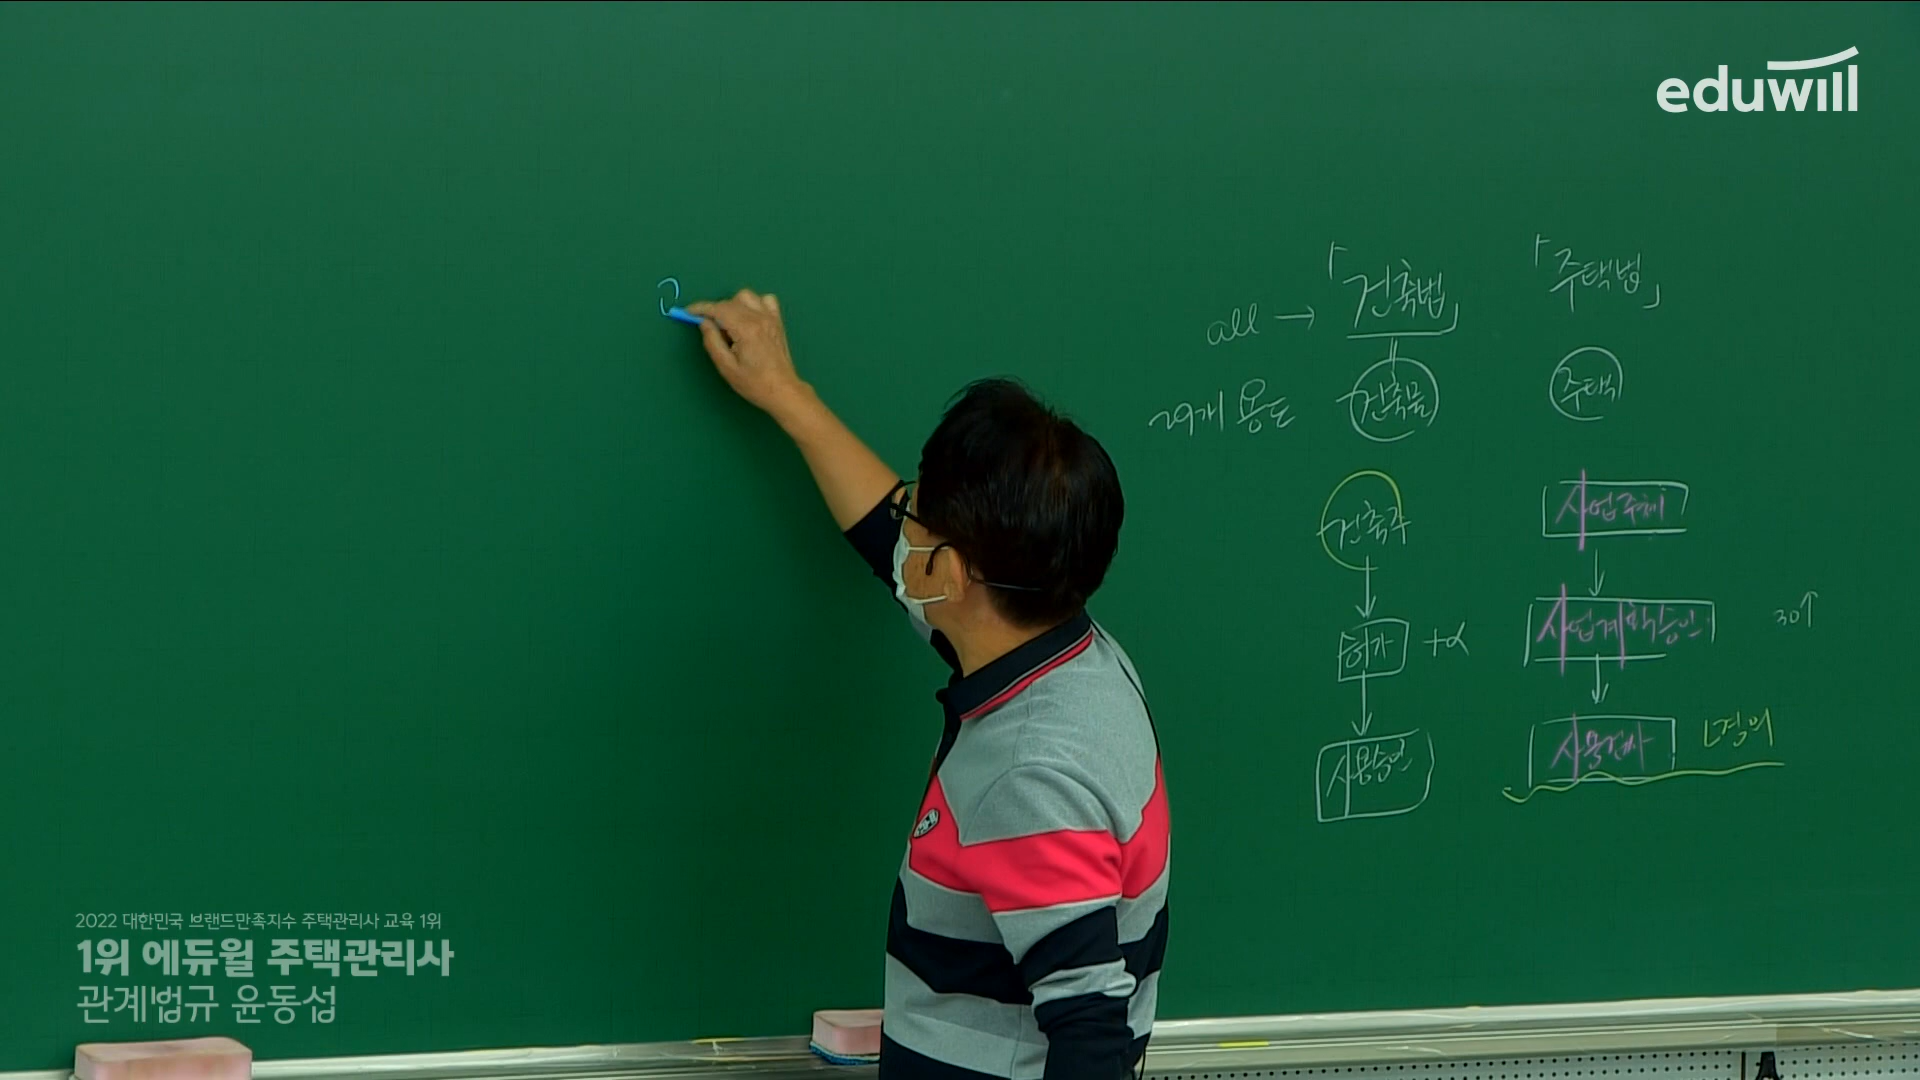 eduwill
「건축법」 「주택법」
all →
29개 용도 건축물 주택
건축주 사업주체
허가 +α 사업계획승인 30↑
사용승인 사용검사
2022 대한민국 브랜드만족지수 주택관리사 교육 1위
1위 에듀윌 주택관리사
관계법규 윤동섭